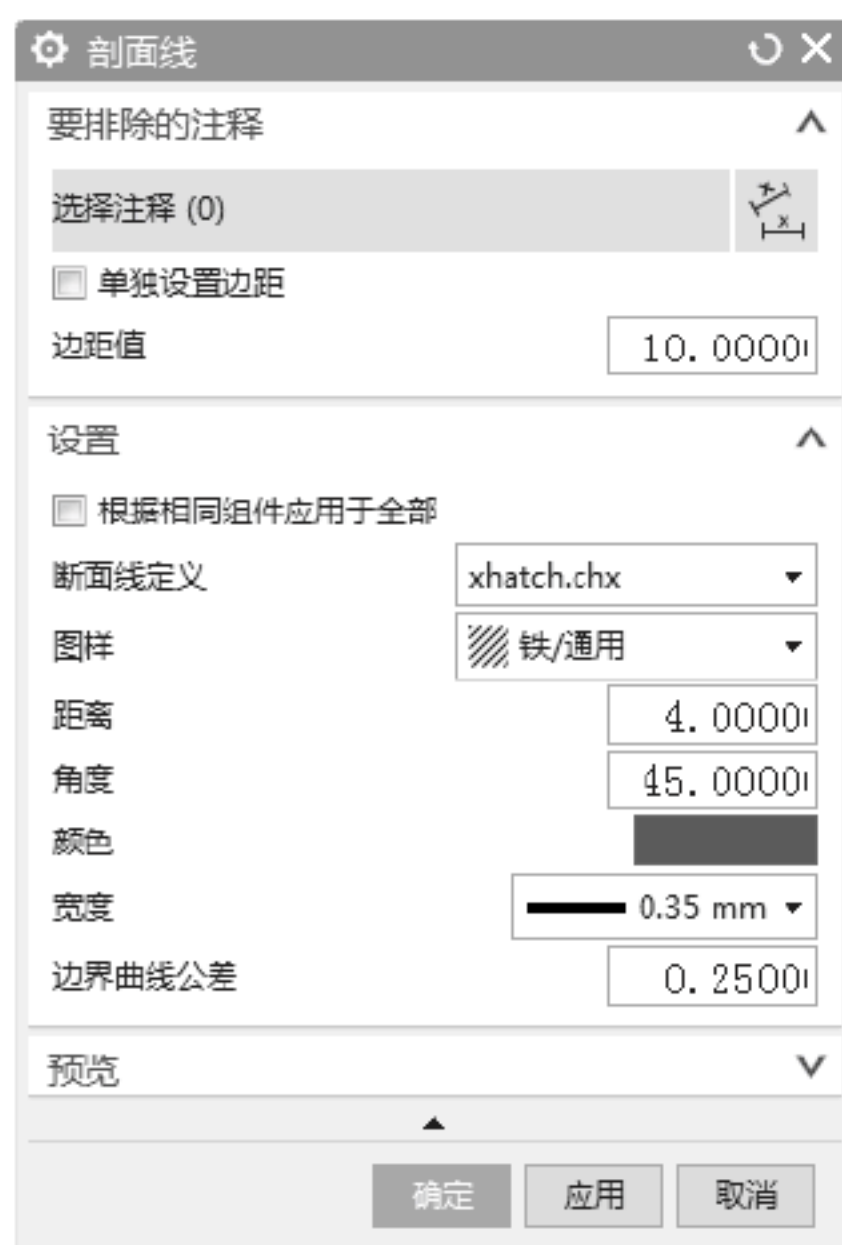 剖面线
要排除的注释
选择注释 (0)
单独设置边距
边距值 10.0000
设置
根据相同组件应用于全部
断面线定义 xhatch.chx
图样 铁/通用
距离 4.0000
角度 45.0000
颜色
宽度 0.35 mm
边界曲线公差 0.2500
预览
确定 应用 取消